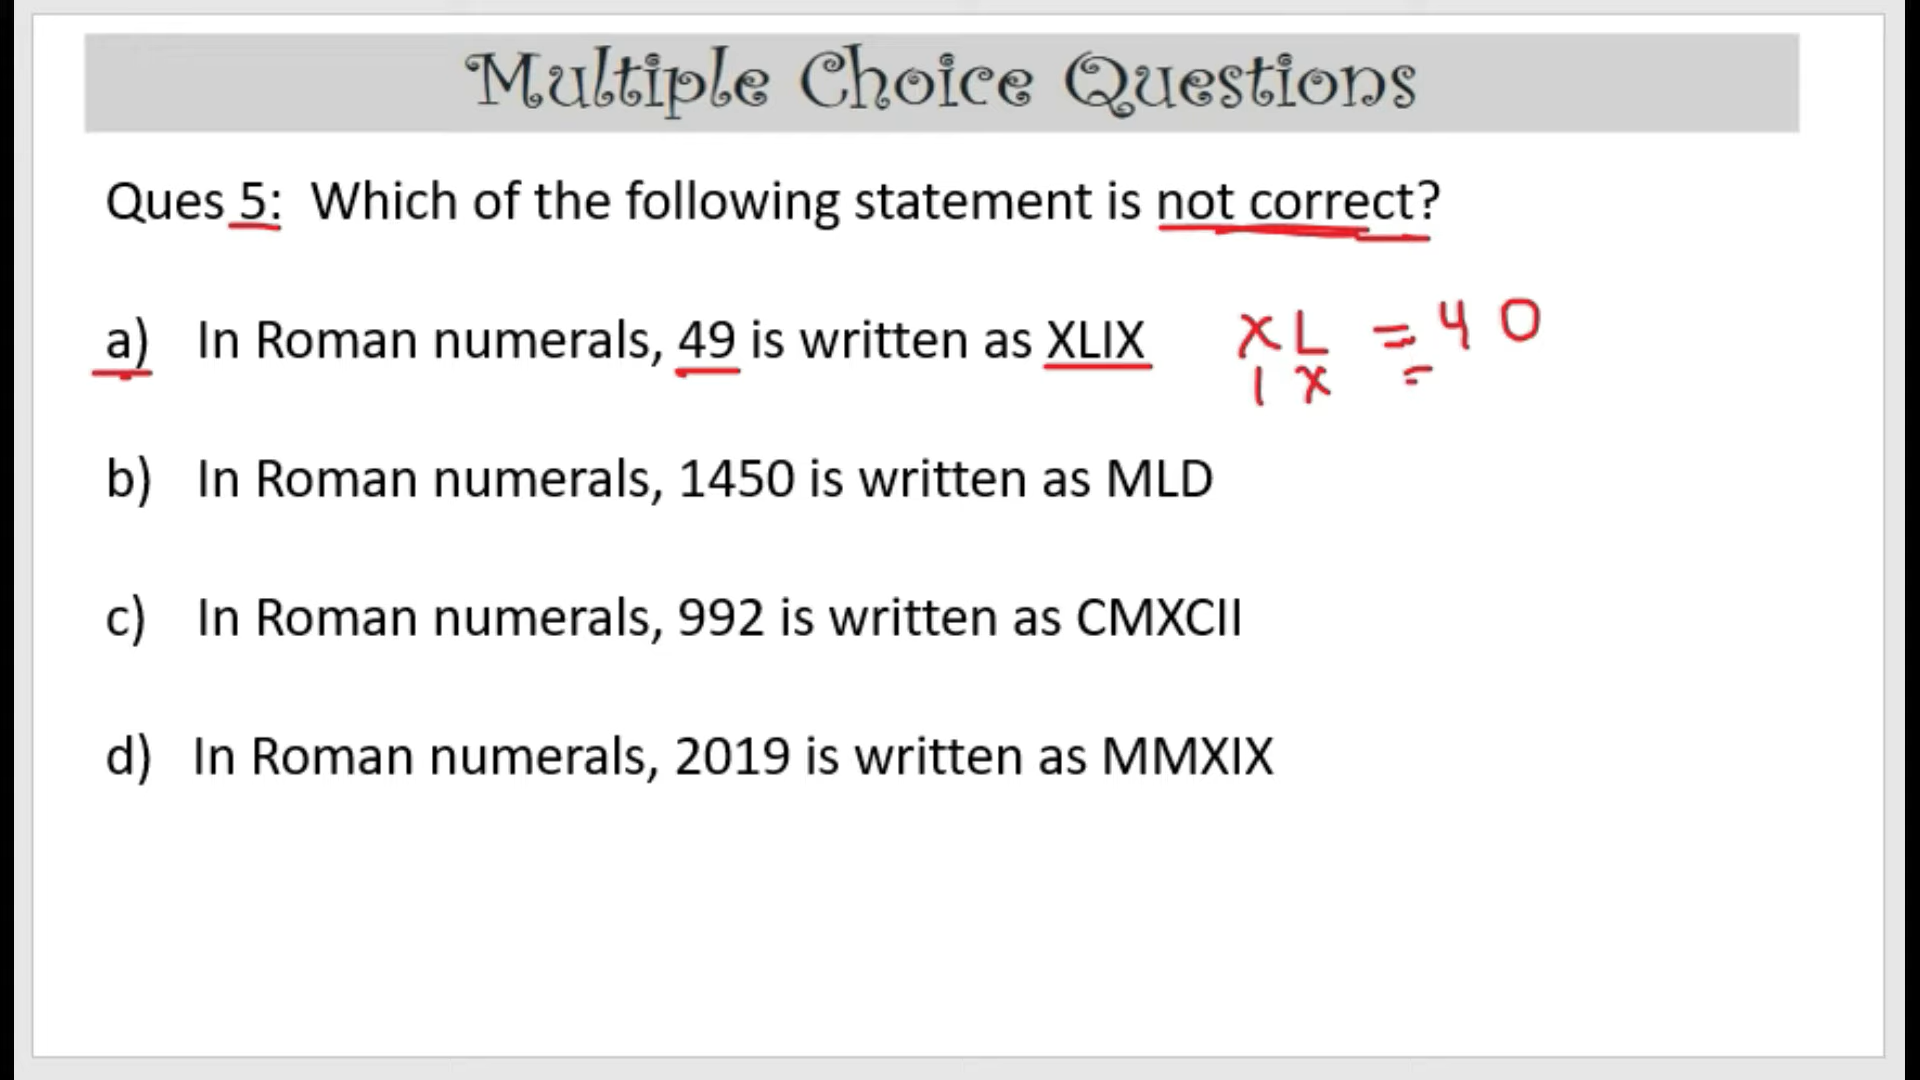 Multiple Choice Questions
Ques 5: Which of the following statement is not correct?
a) In Roman numerals, 49 is written as XLIX XL = 40
IX =
b) In Roman numerals, 1450 is written as MLD
c) In Roman numerals, 992 is written as CMXCII
d) In Roman numerals, 2019 is written as MMXIX